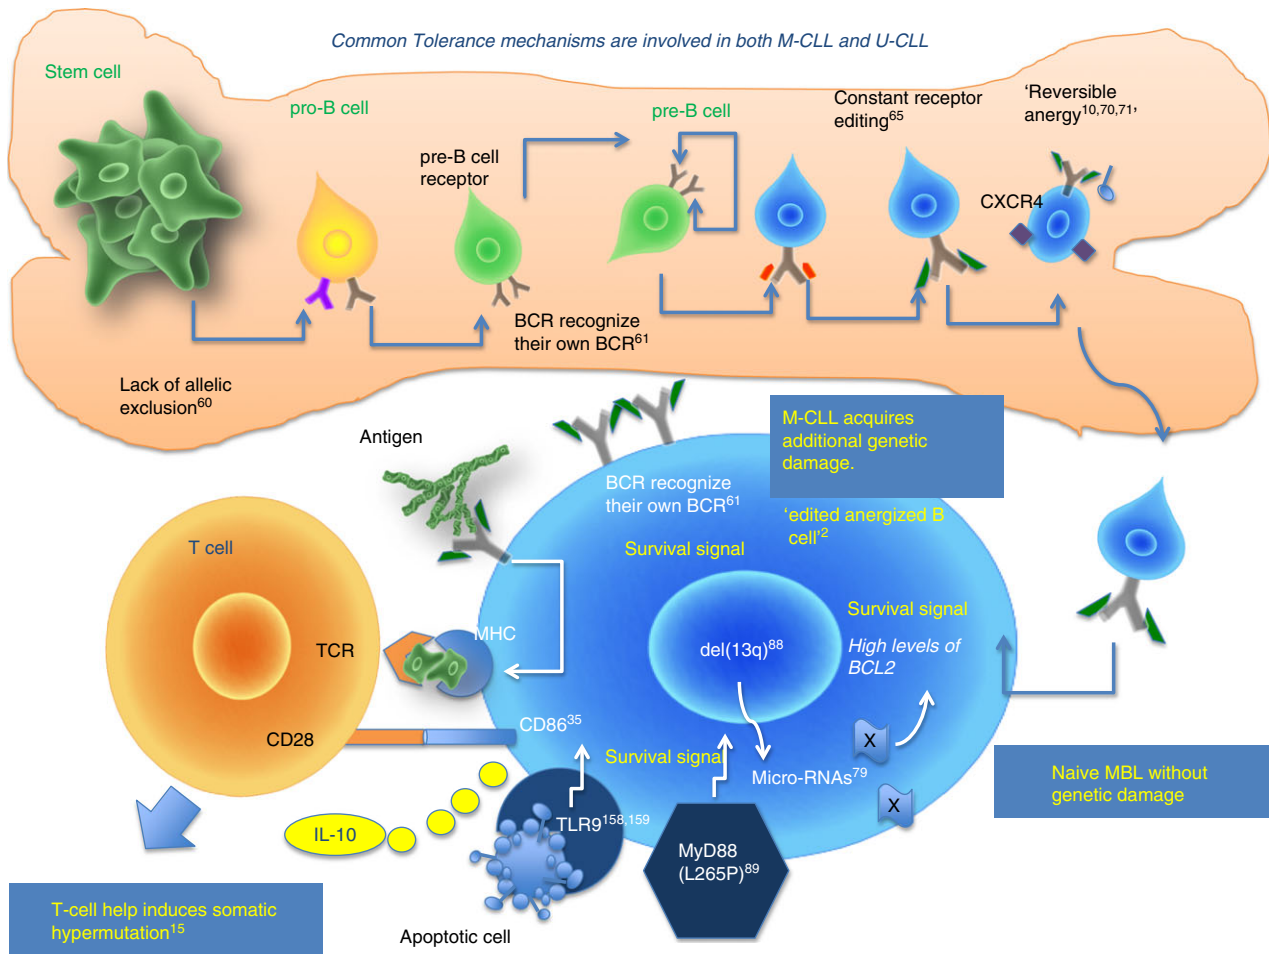 Common Tolerance mechanisms are involved in both M-CLL and U-CLL
Stem cell
pro-B cell
pre-B cell
receptor
pre-B cell
Constant receptor
editing65
‘Reversible
anergy10,70,71’
CXCR4
BCR recognize
their own BCR61
Lack of allelic
exclusion60
Antigen
M-CLL acquires
additional genetic
damage.
BCR recognize
their own BCR61
‘edited anergized B
cell’2
Survival signal
T cell
Survival signal
High levels of
BCL2
MHC
TCR
del(13q)88
CD8635
CD28
Survival signal
X
Micro-RNAs79
X
Naive MBL without
genetic damage
IL-10
TLR9158,159
MyD88
(L265P)89
T-cell help induces somatic
hypermutation15
Apoptotic cell